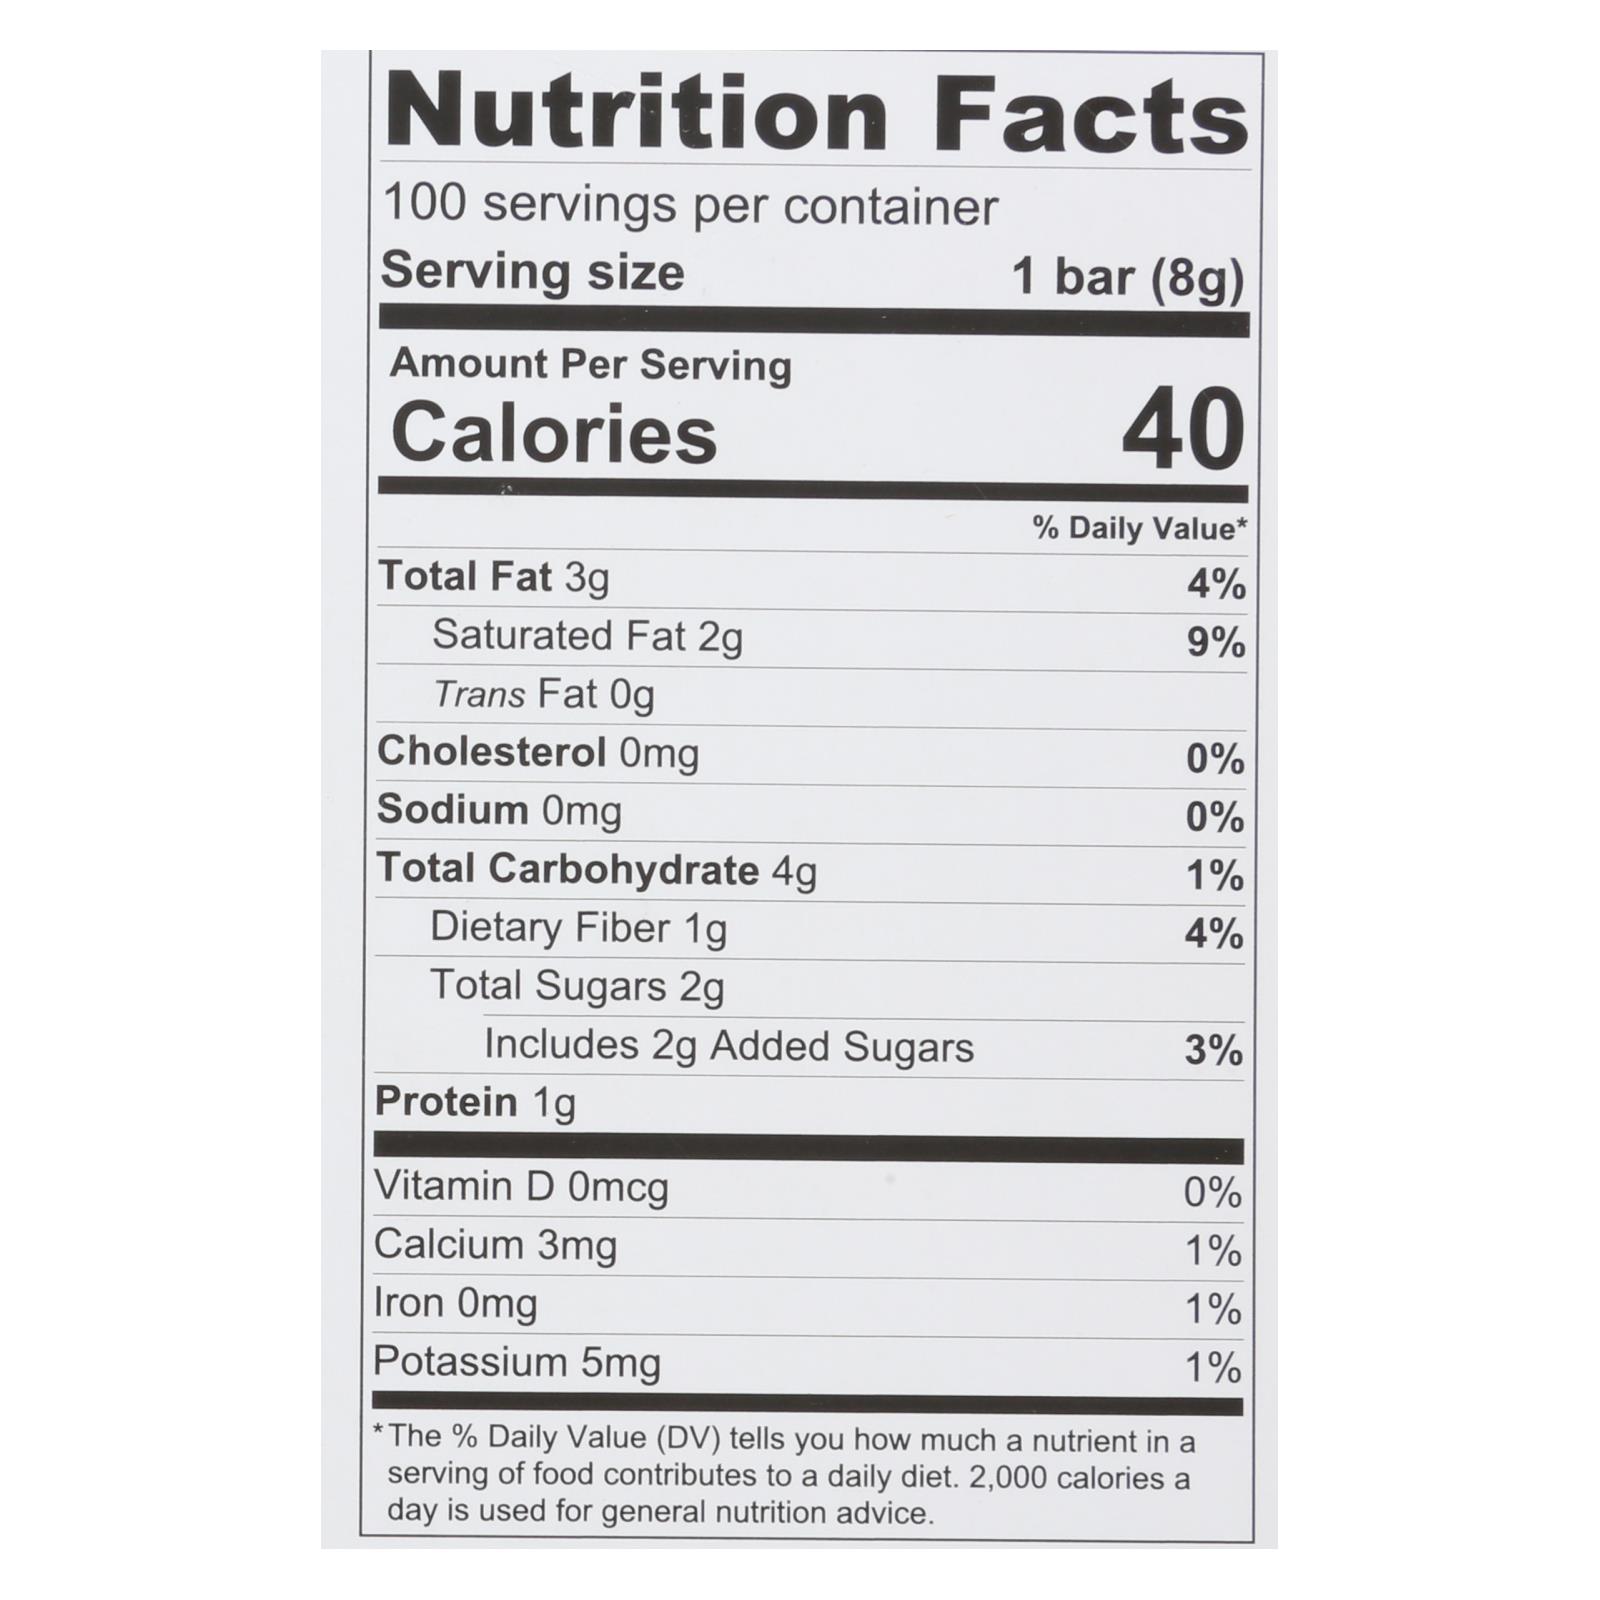 Nutrition Facts
100 servings per container
Serving size 1 bar (8g)
Amount Per Serving
Calories 40
% Daily Value*
Total Fat 3g 4%
Saturated Fat 2g 9%
Trans Fat 0g
Cholesterol 0mg 0%
Sodium 0mg 0%
Total Carbohydrate 4g 1%
Dietary Fiber 1g 4%
Total Sugars 2g
Includes 2g Added Sugars 3%
Protein 1g
Vitamin D 0mcg 0%
Calcium 3mg 1%
Iron 0mg 1%
Potassium 5mg 1%
*The % Daily Value (DV) tells you how much a nutrient in a
serving of food contributes to a daily diet. 2,000 calories a
day is used for general nutrition advice.